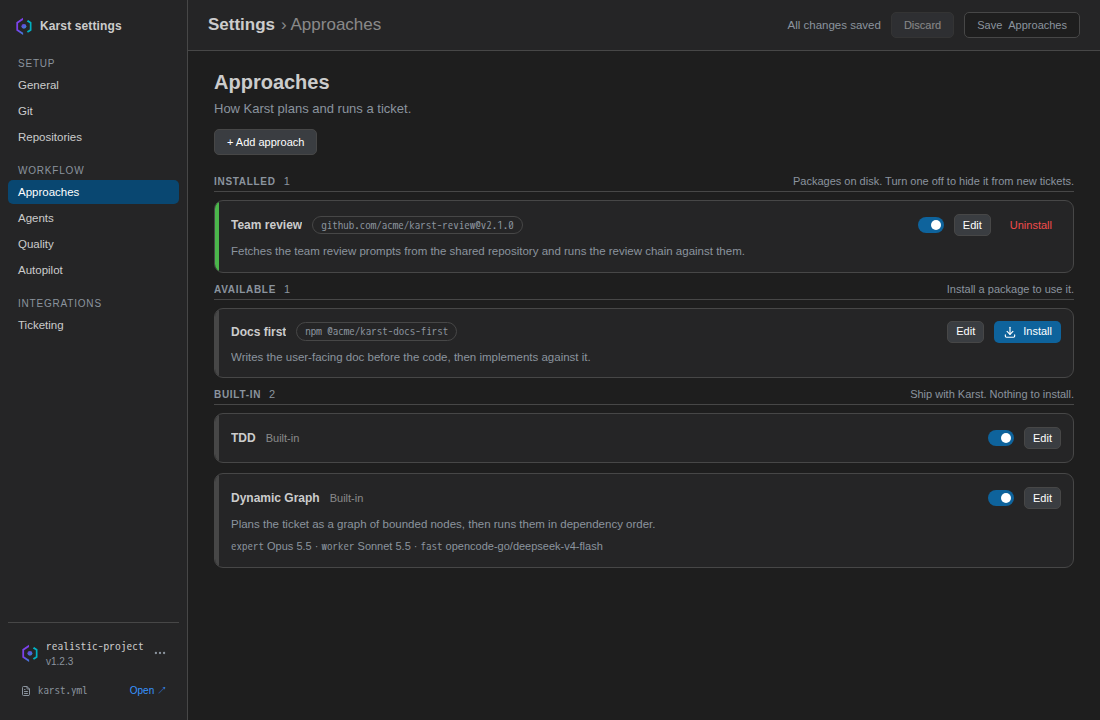 Karst settings
SETUP
General
Git
Repositories
WORKFLOW
Approaches
Agents
Quality
Autopilot
INTEGRATIONS
Ticketing
realistic-project
v1.2.3
karst.yml
Open ↗
Settings › Approaches
All changes saved
Discard
Save Approaches
Approaches
How Karst plans and runs a ticket.
+ Add approach
INSTALLED 1
Packages on disk. Turn one off to hide it from new tickets.
Team review
github.com/acme/karst-review@v2.1.0
Edit
Uninstall
Fetches the team review prompts from the shared repository and runs the review chain against them.
AVAILABLE 1
Install a package to use it.
Docs first
npm @acme/karst-docs-first
Edit
Install
Writes the user-facing doc before the code, then implements against it.
BUILT-IN 2
Ship with Karst. Nothing to install.
TDD Built-in
Edit
Dynamic Graph Built-in
Edit
Plans the ticket as a graph of bounded nodes, then runs them in dependency order.
expert Opus 5.5 · worker Sonnet 5.5 · fast opencode-go/deepseek-v4-flash